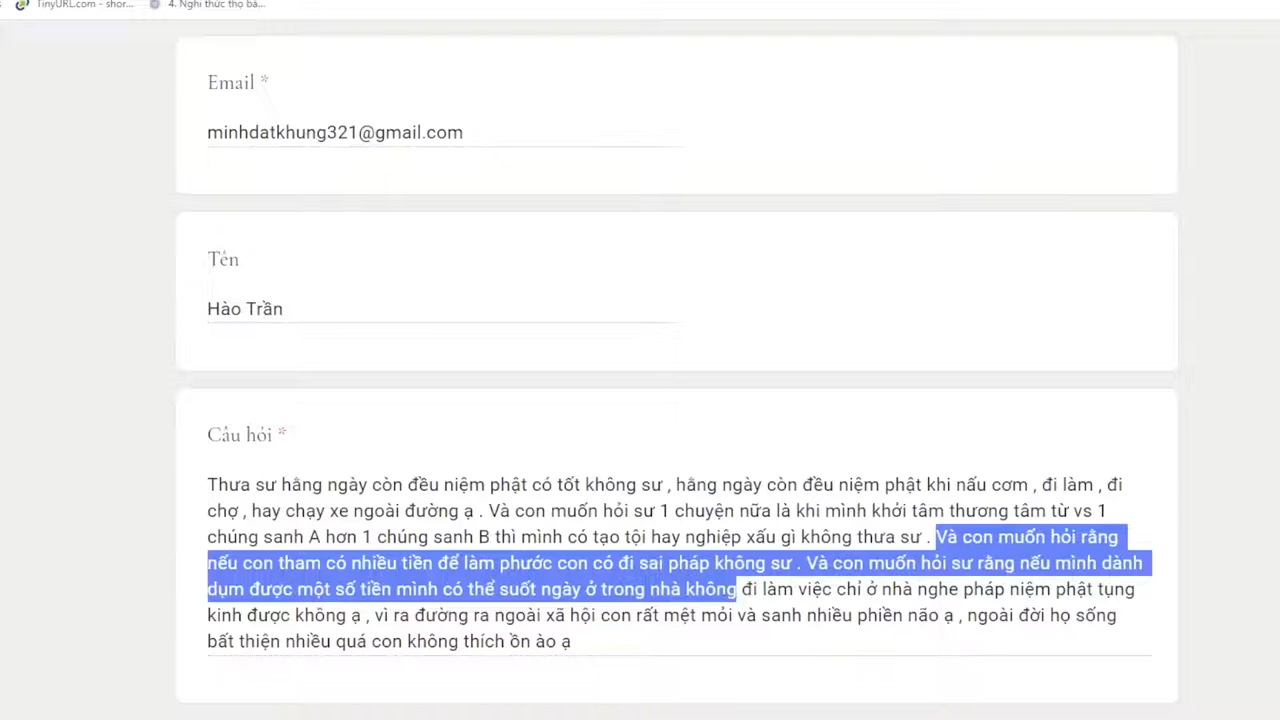 TinyURL.com - shor... 4. Nghi thức thọ bá...
Email *
minhdatkhung321@gmail.com
Tên
Hào Trần
Câu hỏi *
Thưa sư hằng ngày còn đều niệm phật có tốt không sư , hằng ngày còn đều niệm phật khi nấu cơm , đi làm , đi
chợ , hay chạy xe ngoài đường ạ . Và con muốn hỏi sư 1 chuyện nữa là khi mình khởi tâm thương tâm từ vs 1
chúng sanh A hơn 1 chúng sanh B thì mình có tạo tội hay nghiệp xấu gì không thưa sư . Và con muốn hỏi rằng
nếu con tham có nhiều tiền để làm phước con có đi sai pháp không sư . Và con muốn hỏi sư rằng nếu mình dành
dụm được một số tiền mình có thể suốt ngày ở trong nhà không đi làm việc chỉ ở nhà nghe pháp niệm phật tụng
kinh được không ạ , vì ra đường ra ngoài xã hội con rất mệt mỏi và sanh nhiều phiền não ạ , ngoài đời họ sống
bất thiện nhiều quá con không thích ồn ào ạ